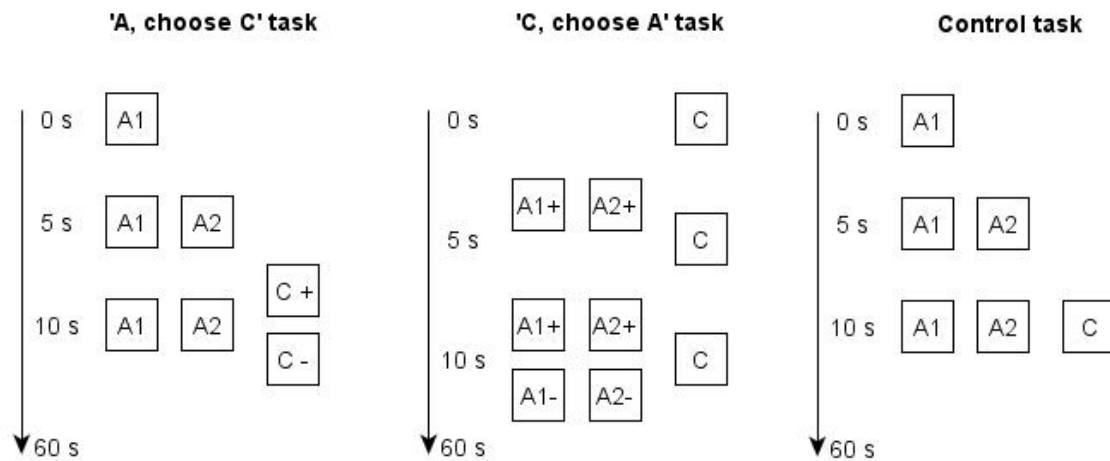 'A, choose C' task
0 s A1
5 s A1 A2
C +
10 s A1 A2
C -
60 s
'C, choose A' task
0 s C
A1+ A2+
5 s C
A1+ A2+
10 s C
A1- A2-
60 s
Control task
0 s A1
5 s A1 A2
10 s A1 A2 C
60 s